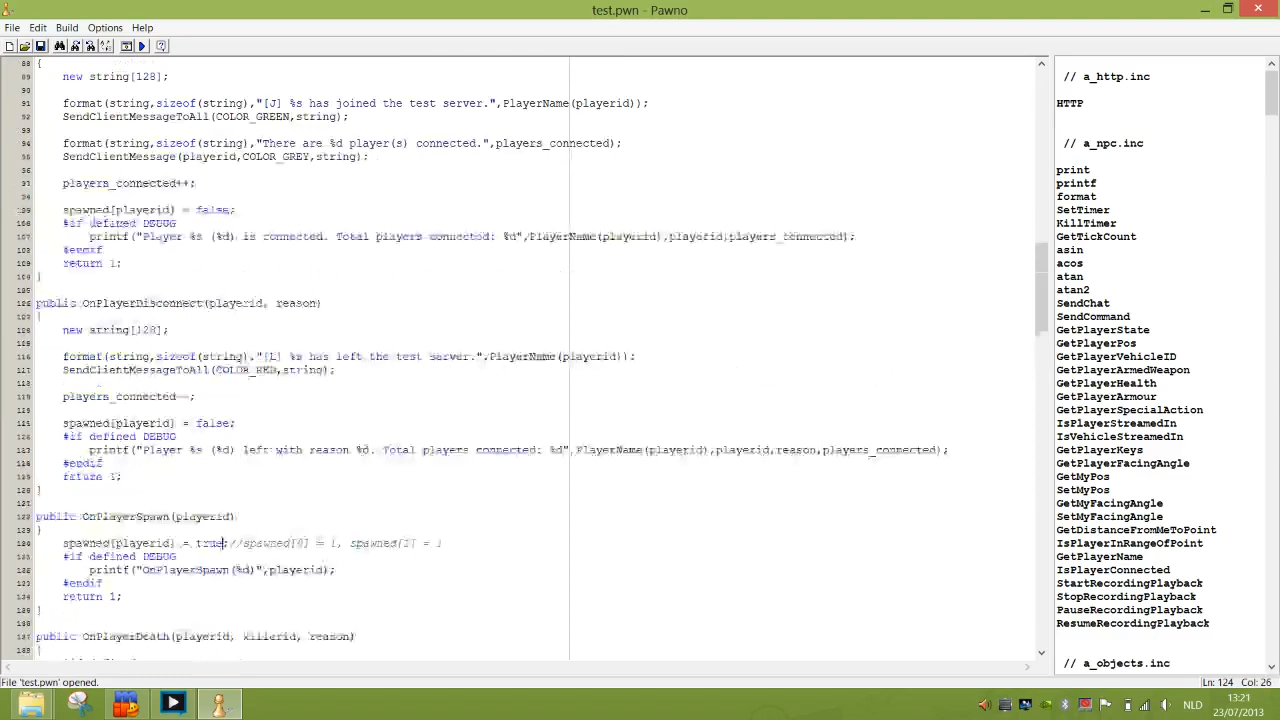 test.pwn - Pawno
File Edit Build Options Help
{
new string[128];
format(string,sizeof(string),"[J] %s has joined the test server.",PlayerName(playerid));
SendClientMessageToAll(COLOR_GREEN,string);
format(string,sizeof(string),"There are %d player(s) connected.",players_connected);
SendClientMessage(playerid,COLOR_GREY,string);
players_connected++;
spawned[playerid] = false;
#if defined DEBUG
printf("Player %s (%d) is connected. Total players connected: %d",PlayerName(playerid),playerid,players_connected);
#endif
return 1;
}
public OnPlayerDisconnect(playerid, reason)
{
new string[128];
format(string,sizeof(string),"[L] %s has left the test server.",PlayerName(playerid));
SendClientMessageToAll(COLOR_RED,string);
players_connected--;
spawned[playerid] = false;
#if defined DEBUG
printf("Player %s (%d) left with reason %d. Total players connected: %d",PlayerName(playerid),playerid,reason,players_connected);
#endif
return 1;
}
public OnPlayerSpawn(playerid)
spawned[playerid] = true;//spawned[0] = 1, spawned[2] = 1
#if defined DEBUG
printf("OnPlayerSpawn(%d)",playerid);
#endif
return 1;
}
public OnPlayerDeath(playerid, killerid, reason)
// a_http.inc
HTTP
// a_npc.inc
print
printf
format
SetTimer
KillTimer
GetTickCount
asin
acos
atan
atan2
SendChat
SendCommand
GetPlayerState
GetPlayerPos
GetPlayerVehicleID
GetPlayerArmedWeapon
GetPlayerHealth
GetPlayerArmour
GetPlayerSpecialAction
IsPlayerStreamedIn
IsVehicleStreamedIn
GetPlayerKeys
GetPlayerFacingAngle
GetMyPos
SetMyPos
GetMyFacingAngle
SetMyFacingAngle
GetDistanceFromMeToPoint
IsPlayerInRangeOfPoint
GetPlayerName
IsPlayerConnected
StartRecordingPlayback
StopRecordingPlayback
PauseRecordingPlayback
ResumeRecordingPlayback
// a_objects.inc
File 'test.pwn' opened.
Ln: 124 Col: 26
NLD
13:21
23/07/2013